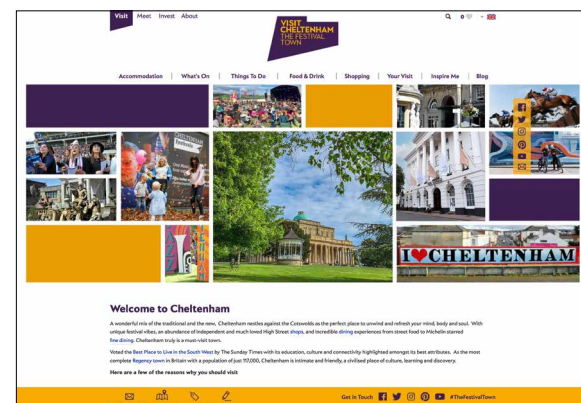 Visit Meet Invest About
VISIT
CHELTENHAM
THE FESTIVAL
TOWN
0
Accommodation | What's On | Things To Do | Food & Drink | Shopping | Your Visit | Inspire Me | Blog
CHELTENHAM
Festivals
I ♥ CHELTENHAM
Welcome to Cheltenham
A wonderful mix of the traditional and the new, Cheltenham nestles against the Cotswolds as the perfect place to unwind and refresh your mind, body and soul. With
unique festival vibes, an abundance of independent and much loved High Street shops, and incredible dining experiences from street food to Michelin starred
fine dining. Cheltenham truly is a must-visit town.
Voted the Best Place to Live in the South West by The Sunday Times with its education, culture and connectivity highlighted amongst its best attributes. As the most
complete Regency town in Britain with a population of just 117,000, Cheltenham is intimate and friendly, a civilised place of culture, learning and discovery.
Here are a few of the reasons why you should visit
Get in Touch #TheFestivalTown